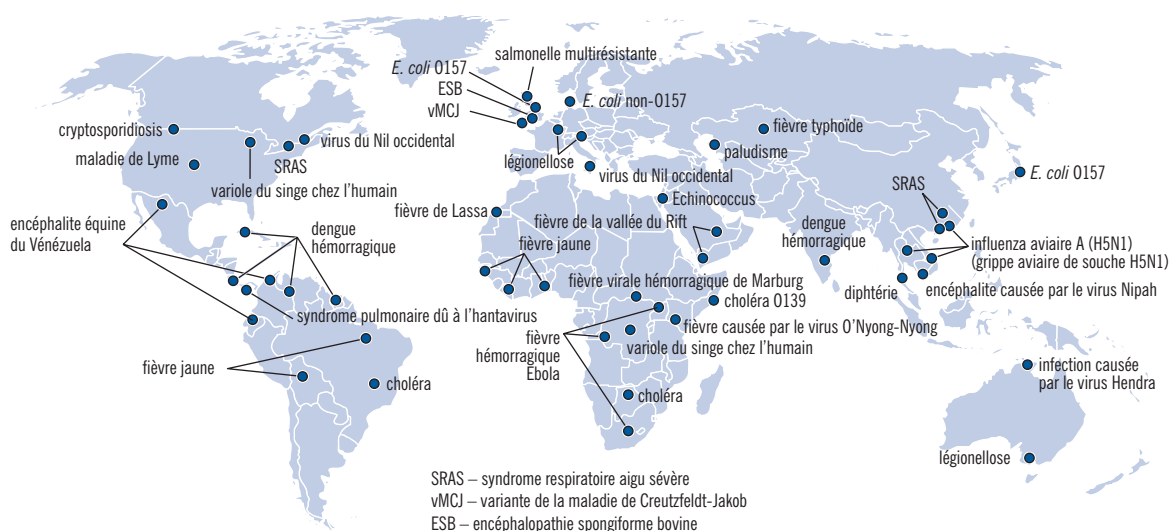 salmonelle multirésistante
E. coli O157
ESB
vMCJ
E. coli non-O157
cryptosporidiosis
virus du Nil occidental
fièvre typhoïde
maladie de Lyme
SRAS
légionellose
paludisme
variole du singe chez l'humain
virus du Nil occidental
E. coli O157
SRAS
Echinococcus
fièvre de Lassa
encéphalite équine
du Vénézuela
dengue
hémorragique
fièvre de la vallée du Rift
fièvre jaune
dengue
hémorragique
influenza aviaire A (H5N1)
(grippe aviaire de souche H5N1)
fièvre virale hémorragique de Marburg
diphtérie
encéphalite causée par le virus Nipah
choléra O139
syndrome pulmonaire dû à l'hantavirus
fièvre causée par le virus O'Nyong-Nyong
fièvre
hémorragique
Ebola
variole du singe chez l'humain
fièvre jaune
choléra
choléra
infection causée
par le virus Hendra
légionellose
SRAS – syndrome respiratoire aigu sévère
vMCJ – variante de la maladie de Creutzfeldt-Jakob
ESB – encéphalopathie spongiforme bovine